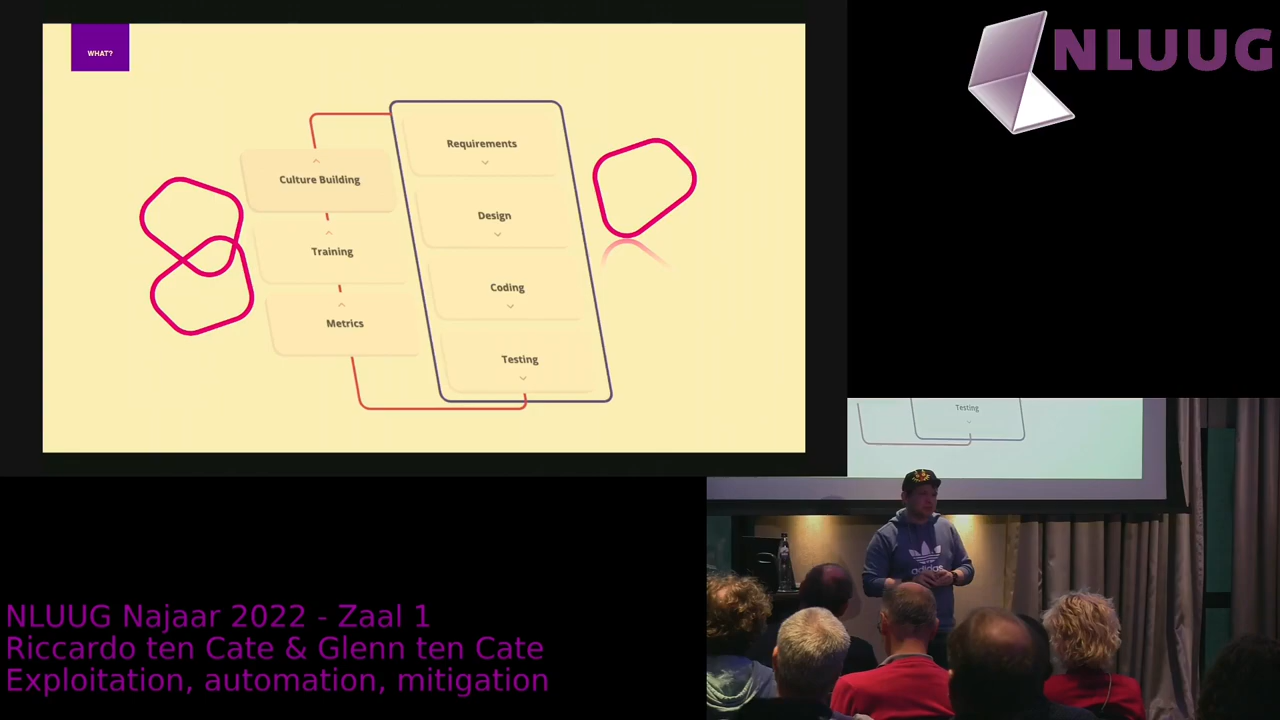 WHAT?
Requirements
Culture Building
Design
Training
Coding
Metrics
Testing
NLUUG
Testing
adidas
NLUUG Najaar 2022 - Zaal 1
Riccardo ten Cate & Glenn ten Cate
Exploitation, automation, mitigation